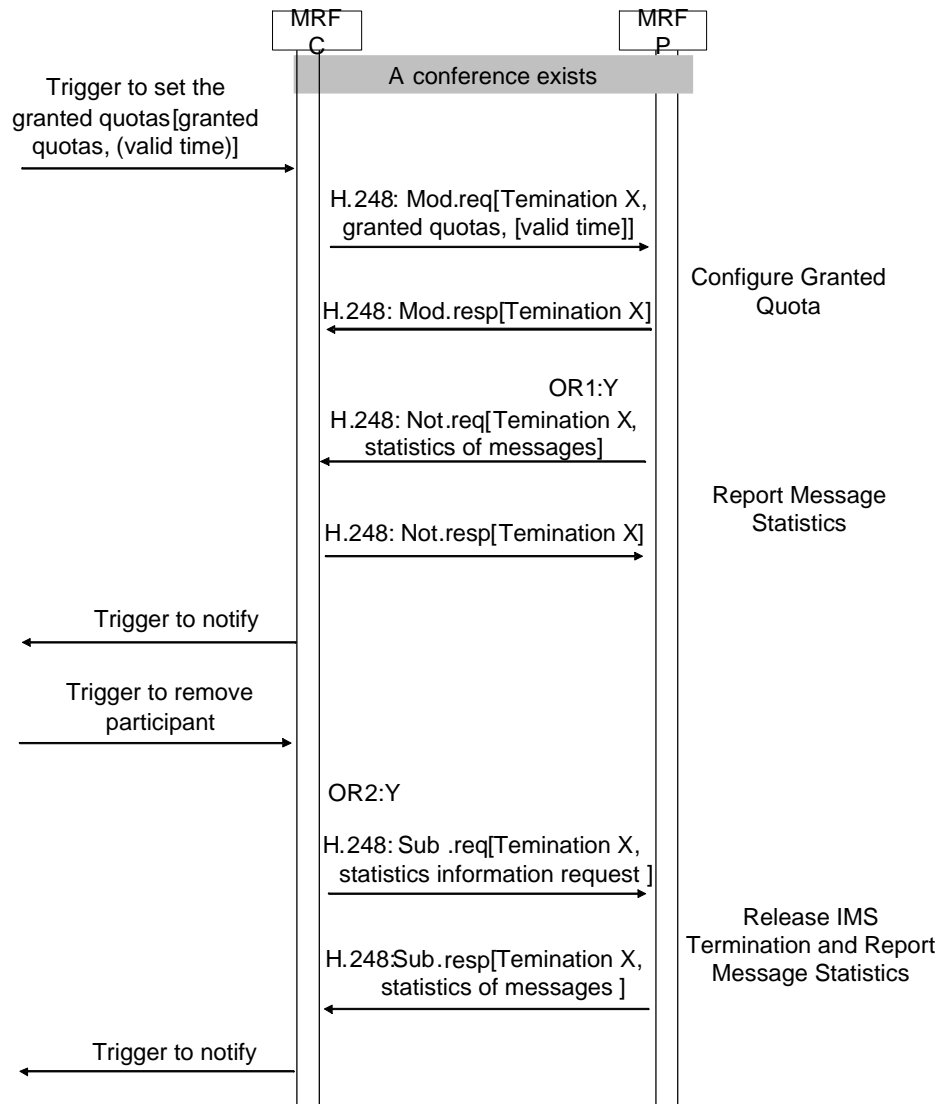 MRF
C
MRF
P
A conference exists
Trigger to set the
granted quotas[granted
quotas, (valid time)]
H.248: Mod.req[Temination X,
granted quotas, [valid time]]
Configure Granted
Quota
H.248: Mod.resp[Temination X]
OR1:Y
H.248: Not.req[Temination X,
statistics of messages]
Report Message
Statistics
H.248: Not.resp[Temination X]
Trigger to notify
Trigger to remove
participant
OR2:Y
H.248: Sub .req[Temination X,
statistics information request ]
Release IMS
Termination and Report
Message Statistics
H.248:Sub.resp[Temination X,
statistics of messages ]
Trigger to notify